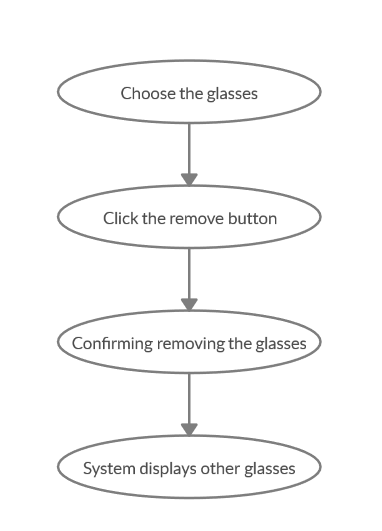 Choose the glasses
Click the remove button
Confirming removing the glasses
System displays other glasses